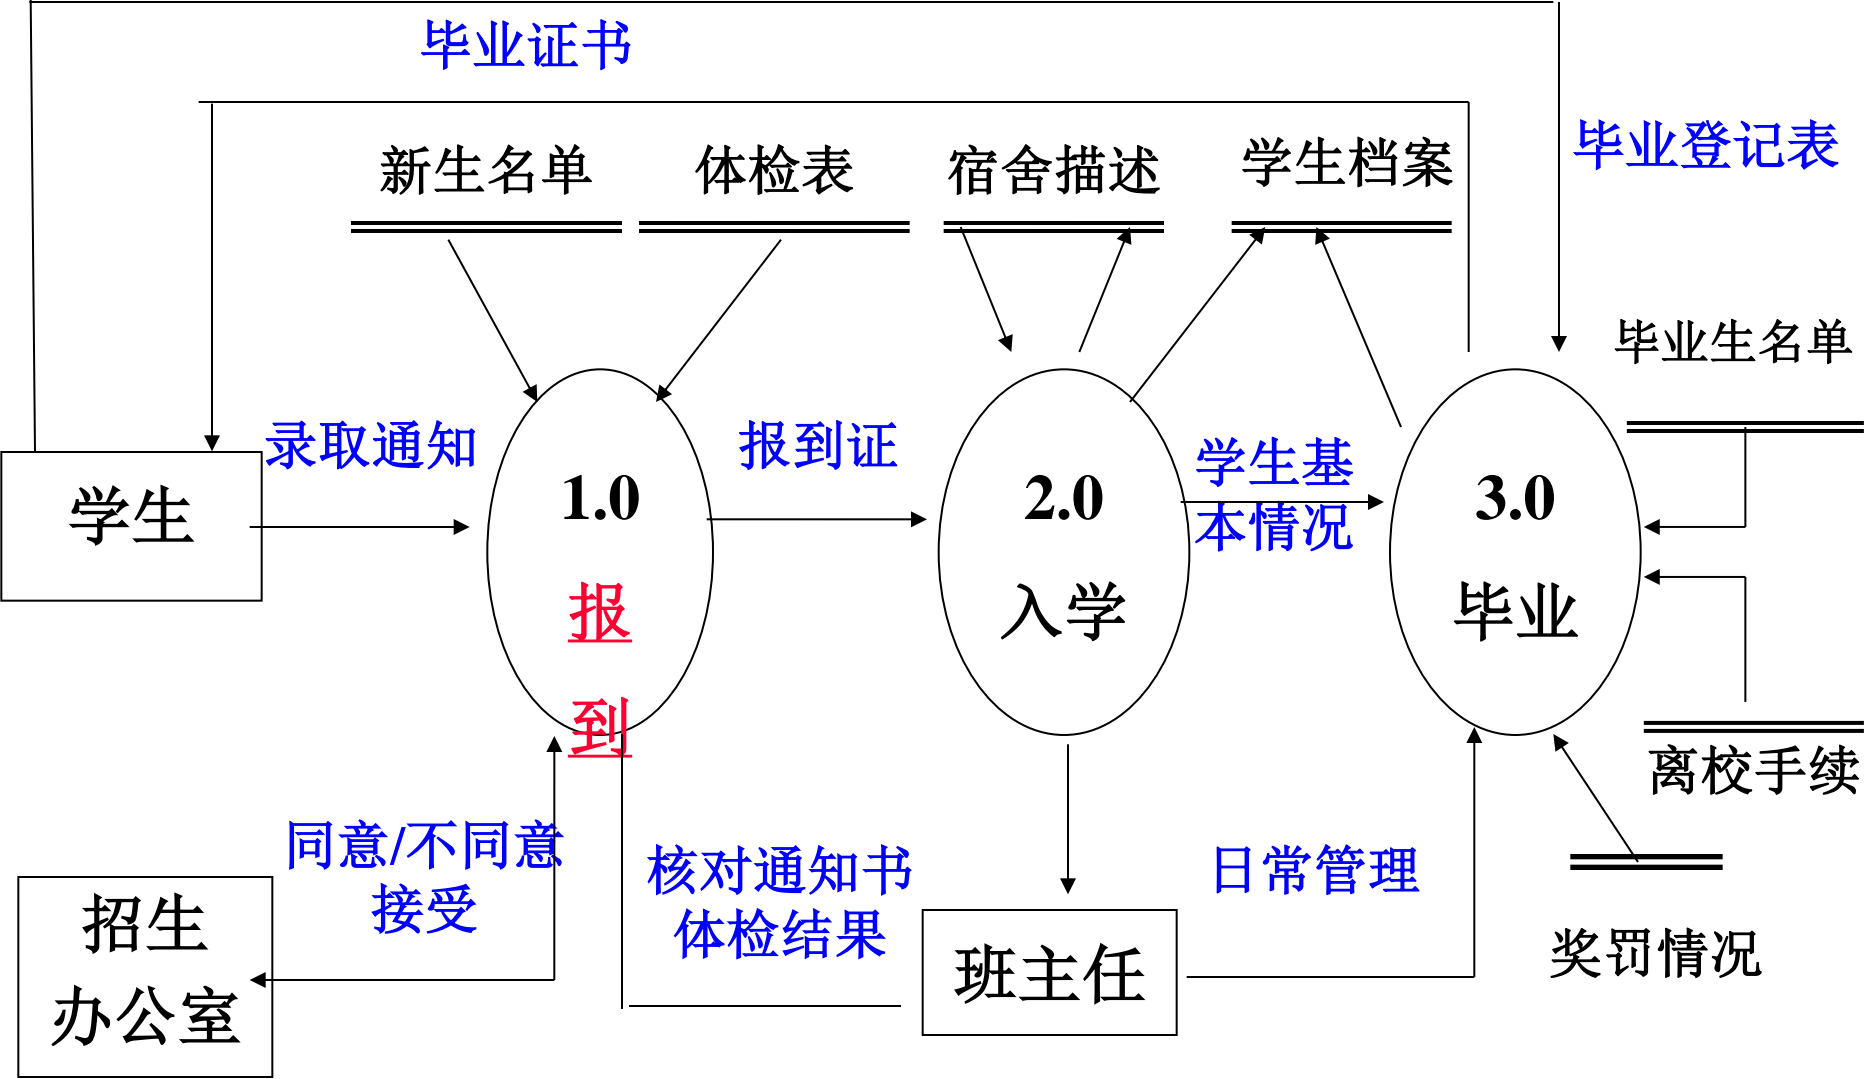 毕业证书
毕业登记表
新生名单
体检表
宿舍描述
学生档案
毕业生名单
录取通知
报到证
学生基
本情况
学生
1.0
报
到
2.0
入学
3.0
毕业
离校手续
同意/不同意
接受
核对通知书
体检结果
日常管理
招生
办公室
班主任
奖罚情况